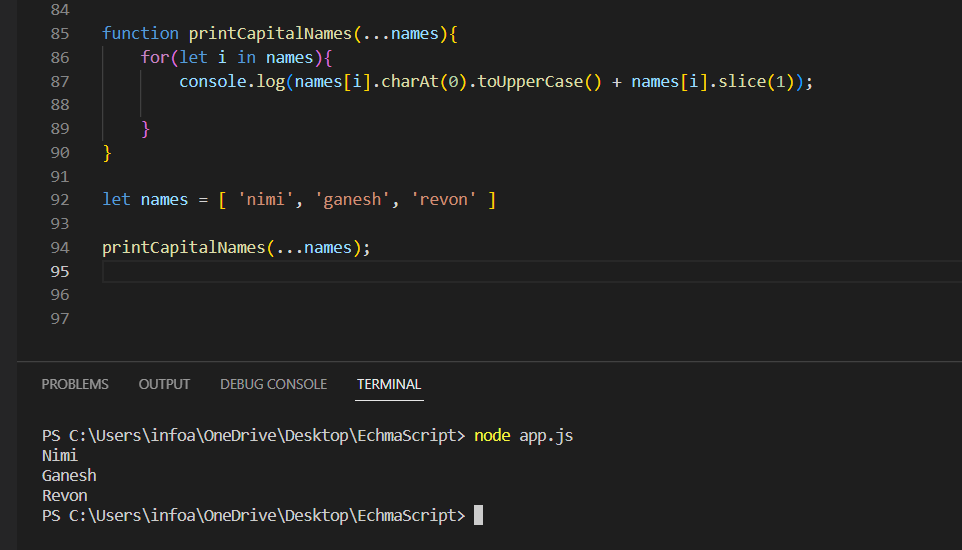 84
85 function printCapitalNames(...names){
86 for(let i in names){
87 console.log(names[i].charAt(0).toUpperCase() + names[i].slice(1));
88
89 }
90 }
91
92 let names = [ 'nimi', 'ganesh', 'revon' ]
93
94 printCapitalNames(...names);
95
96
97
PROBLEMS OUTPUT DEBUG CONSOLE TERMINAL
PS C:\Users\infoa\OneDrive\Desktop\EchmaScript> node app.js
Nimi
Ganesh
Revon
PS C:\Users\infoa\OneDrive\Desktop\EchmaScript>